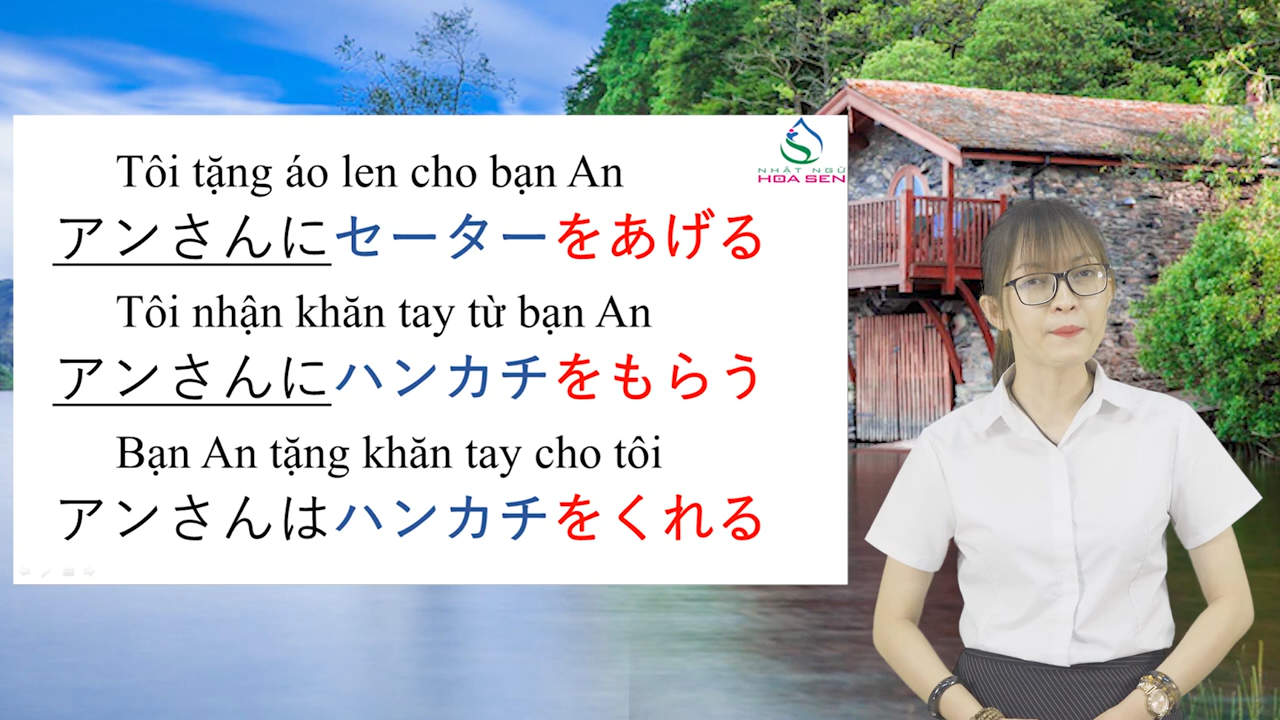 NHẬT NGỮ
HOA SEN
Tôi tặng áo len cho bạn An
アンさんにセーターをあげる
Tôi nhận khăn tay từ bạn An
アンさんにハンカチをもらう
Bạn An tặng khăn tay cho tôi
アンさんはハンカチをくれる